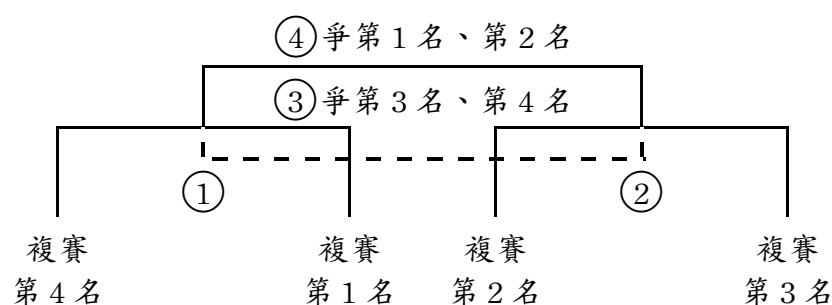 ④爭第1名、第2名
③爭第3名、第4名
① ②
複賽 複賽 複賽 複賽
第4名 第1名 第2名 第3名